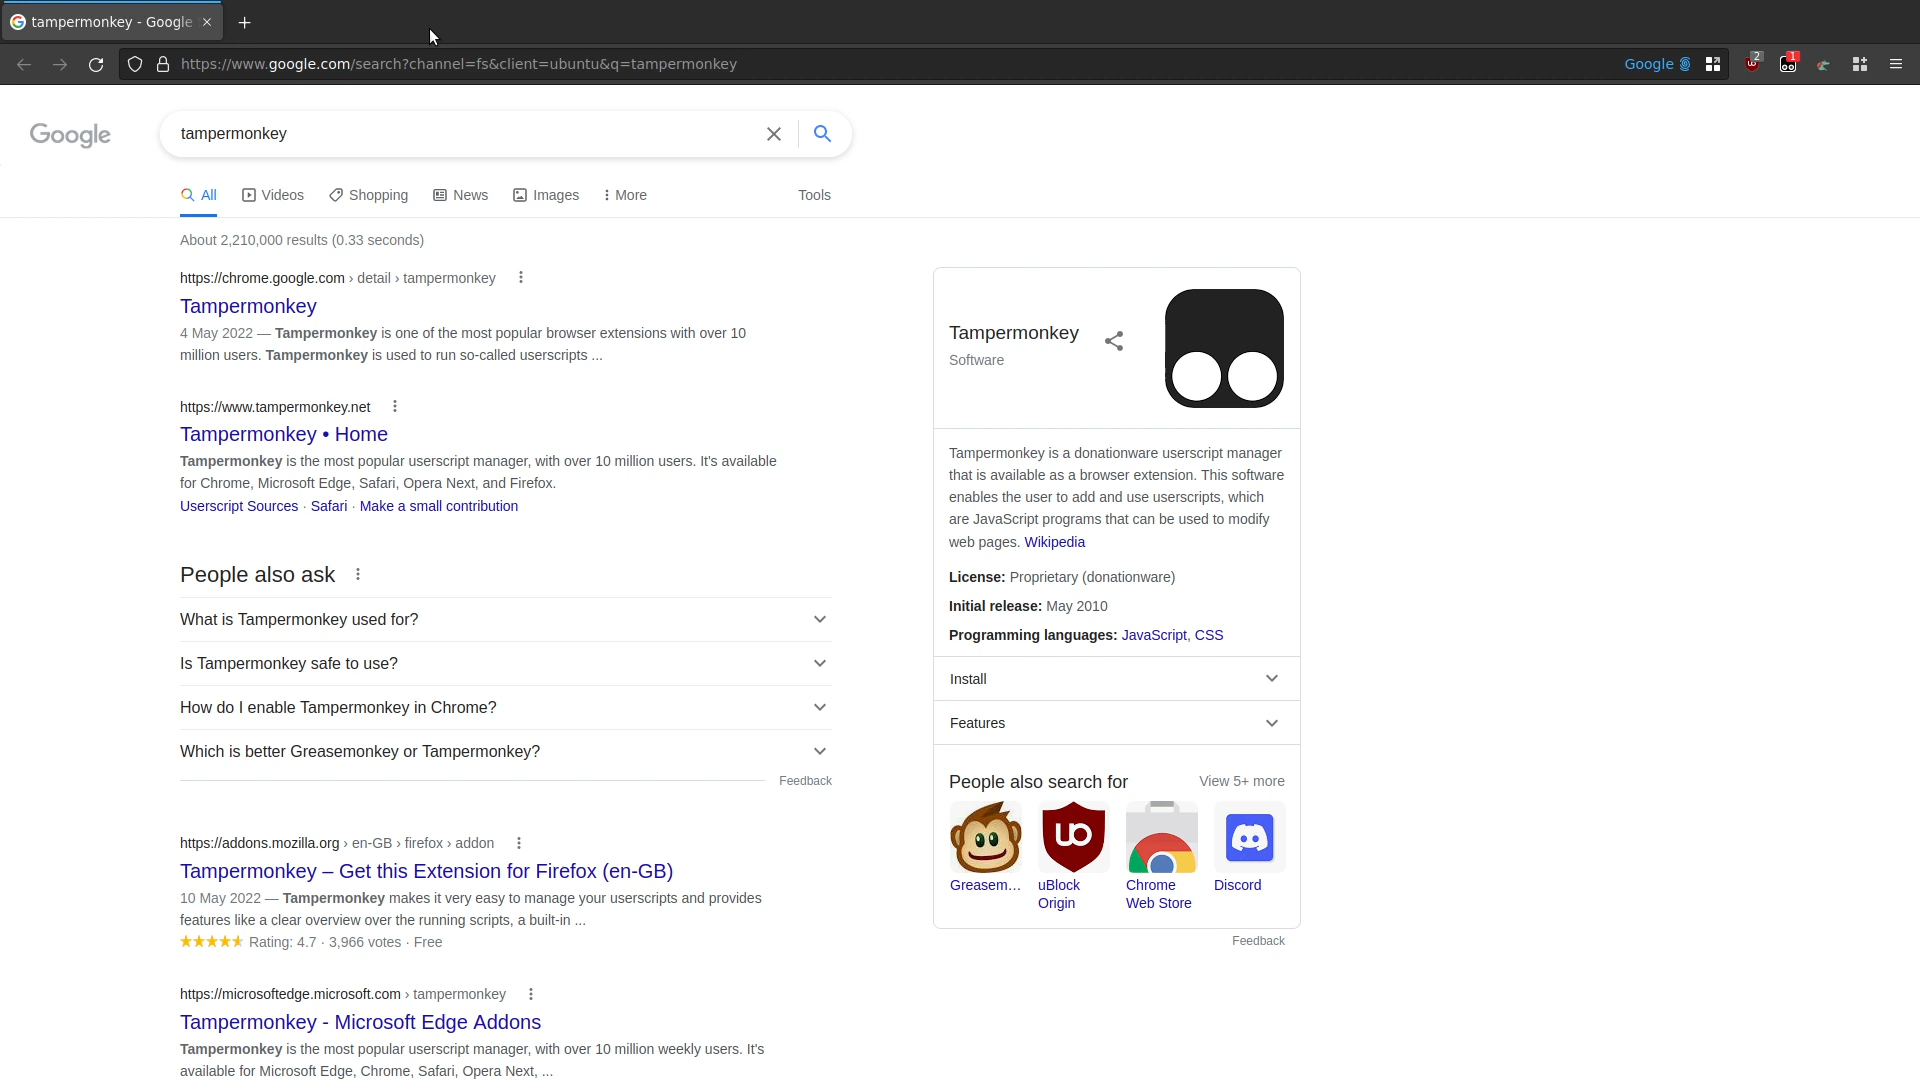 tampermonkey - Google
https://www.google.com/search?channel=fs&client=ubuntu&q=tampermonkey
Google
2
1
Google
tampermonkey
All
Videos
Shopping
News
Images
More
Tools
About 2,210,000 results (0.33 seconds)
https://chrome.google.com › detail › tampermonkey
Tampermonkey
4 May 2022 — Tampermonkey is one of the most popular browser extensions with over 10
million users. Tampermonkey is used to run so-called userscripts ...
https://www.tampermonkey.net
Tampermonkey • Home
Tampermonkey is the most popular userscript manager, with over 10 million users. It's available
for Chrome, Microsoft Edge, Safari, Opera Next, and Firefox.
Userscript Sources · Safari · Make a small contribution
People also ask
What is Tampermonkey used for?
Is Tampermonkey safe to use?
How do I enable Tampermonkey in Chrome?
Which is better Greasemonkey or Tampermonkey?
Feedback
https://addons.mozilla.org › en-GB › firefox › addon
Tampermonkey – Get this Extension for Firefox (en-GB)
10 May 2022 — Tampermonkey makes it very easy to manage your userscripts and provides
features like a clear overview over the running scripts, a built-in ...
Rating: 4.7 · 3,966 votes · Free
https://microsoftedge.microsoft.com › tampermonkey
Tampermonkey - Microsoft Edge Addons
Tampermonkey is the most popular userscript manager, with over 10 million weekly users. It's
available for Microsoft Edge, Chrome, Safari, Opera Next, ...
Tampermonkey
Software
Tampermonkey is a donationware userscript manager
that is available as a browser extension. This software
enables the user to add and use userscripts, which
are JavaScript programs that can be used to modify
web pages. Wikipedia
License: Proprietary (donationware)
Initial release: May 2010
Programming languages: JavaScript, CSS
Install
Features
People also search for
View 5+ more
Greasem...
uBlock
Origin
Chrome
Web Store
Discord
Feedback